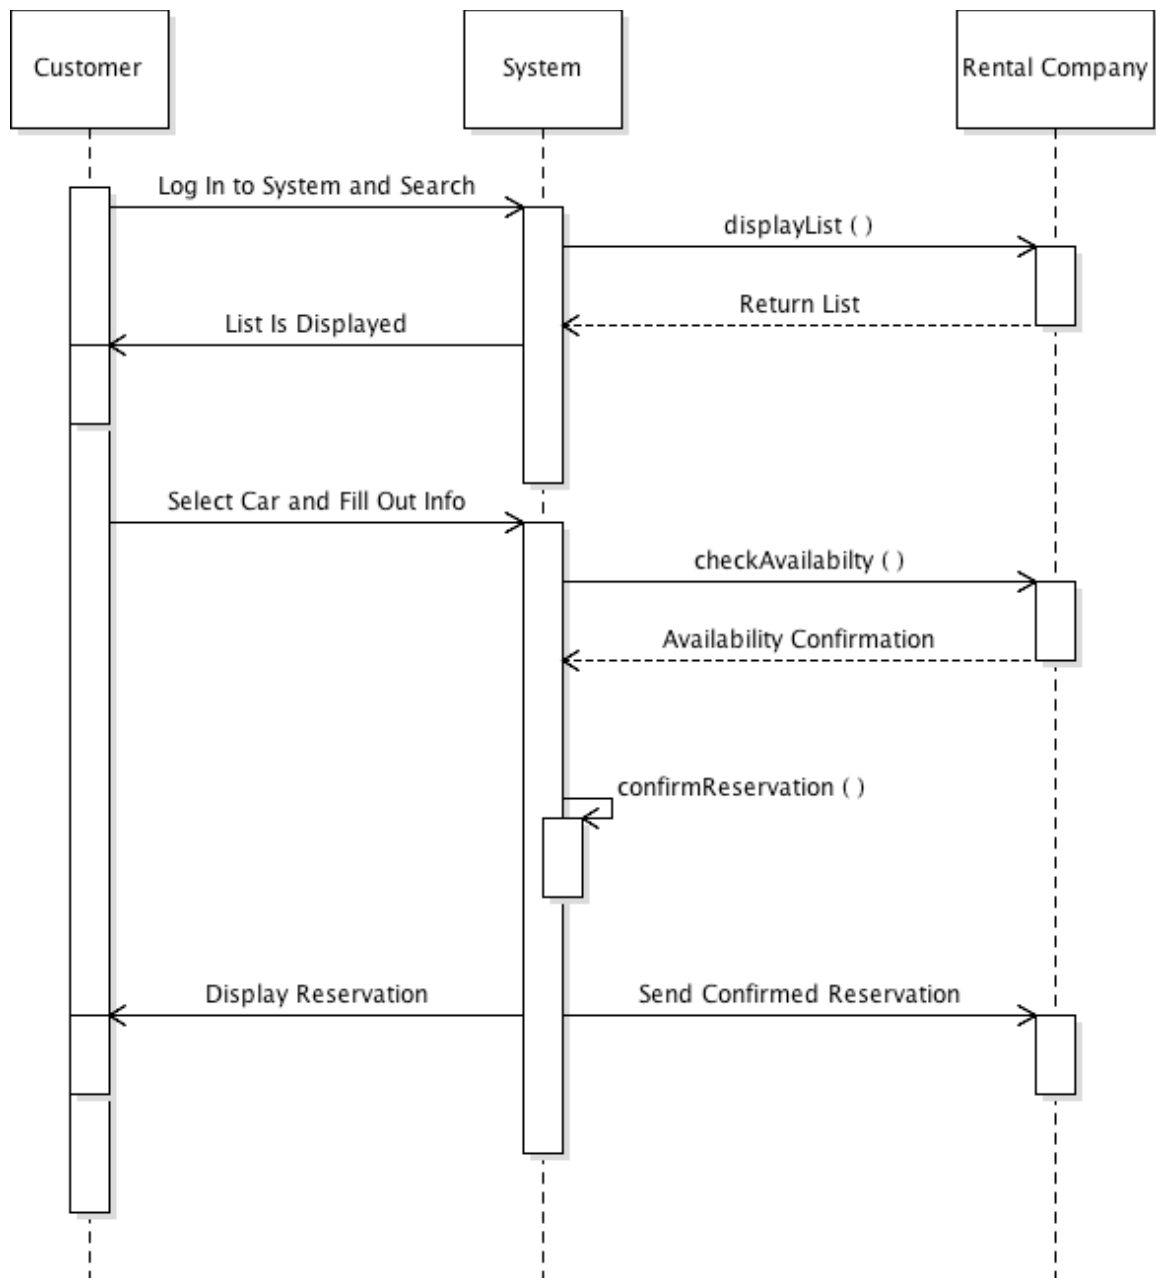 Customer
System
Rental Company
Log In to System and Search
displayList ( )
Return List
List Is Displayed
Select Car and Fill Out Info
checkAvailabilty ( )
Availability Confirmation
confirmReservation ( )
Display Reservation
Send Confirmed Reservation